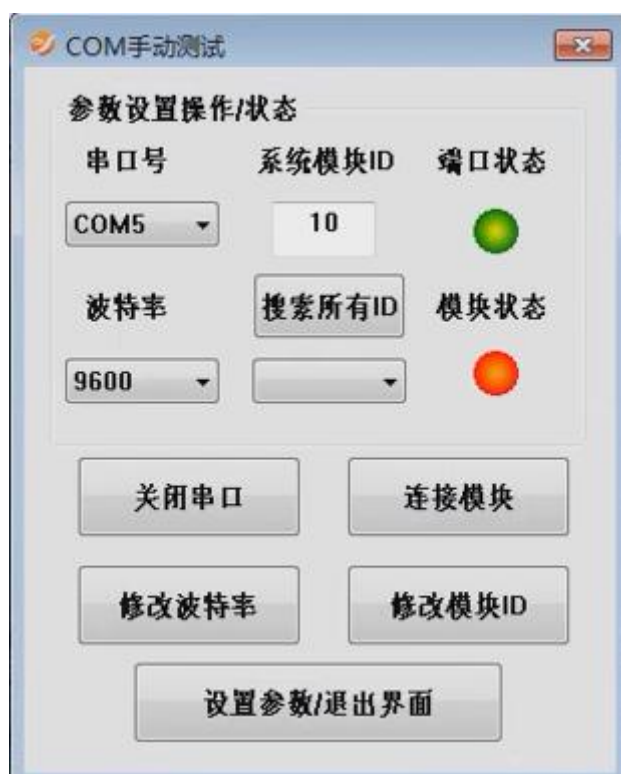 COM手动测试
参数设置操作/状态
串口号 系统模块ID 端口状态
COM5 10
波特率 搜索所有ID 模块状态
9600
关闭串口 连接模块
修改波特率 修改模块ID
设置参数/退出界面